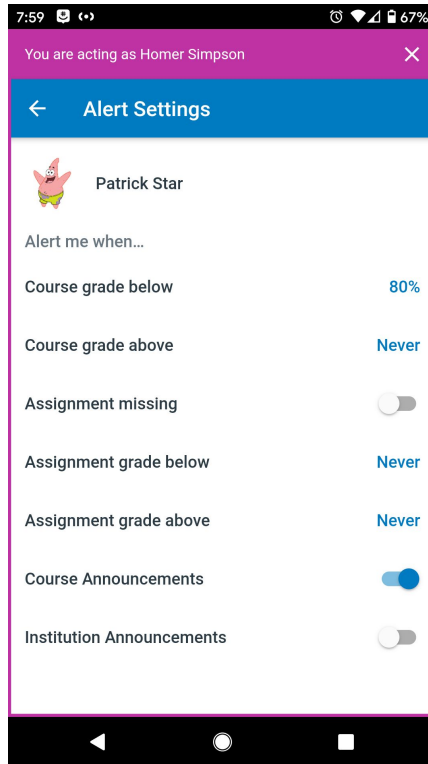 7:59 67%
You are acting as Homer Simpson
Alert Settings
Patrick Star
Alert me when...
Course grade below 80%
Course grade above Never
Assignment missing
Assignment grade below Never
Assignment grade above Never
Course Announcements
Institution Announcements